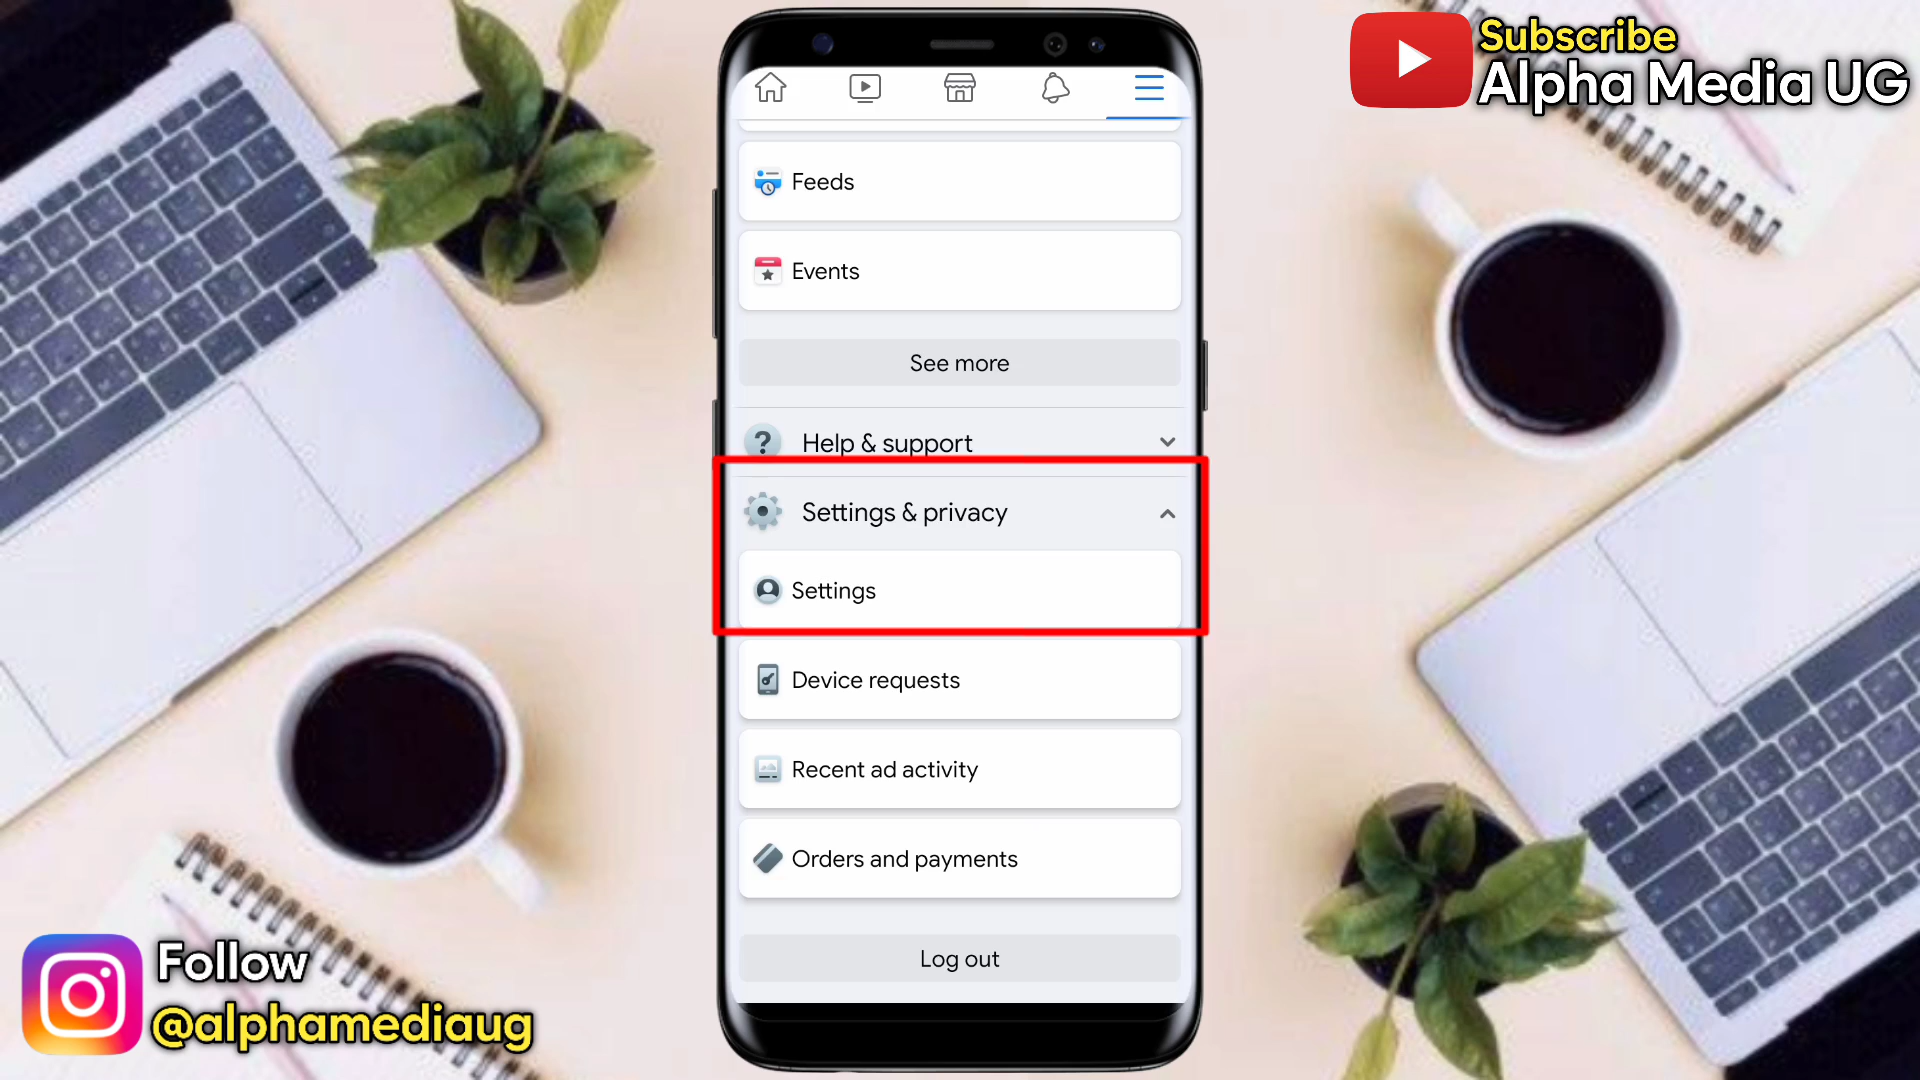 Subscribe
Alpha Media UG
Feeds
Events
See more
Help & support
Settings & privacy
Settings
Device requests
Recent ad activity
Orders and payments
Log out
Follow
@alphamediaug